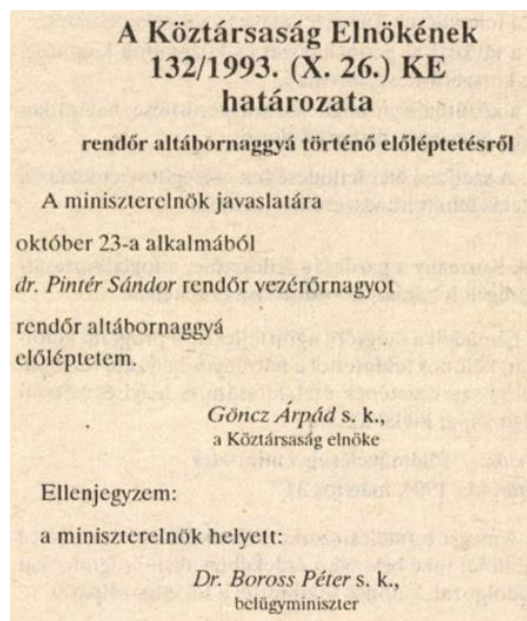 A Köztársaság Elnökének
132/1993. (X. 26.) KE
határozata
rendőr altábornaggyá történő előléptetésről
A miniszterelnök javaslatára
október 23-a alkalmából
dr. Pintér Sándor rendőr vezérőrnagyot
rendőr altábornaggyá
előléptetem.
Göncz Árpád s. k.,
a Köztársaság elnöke
Ellenjegyzem:
a miniszterelnök helyett:
Dr. Boross Péter s. k.,
belügyminiszter